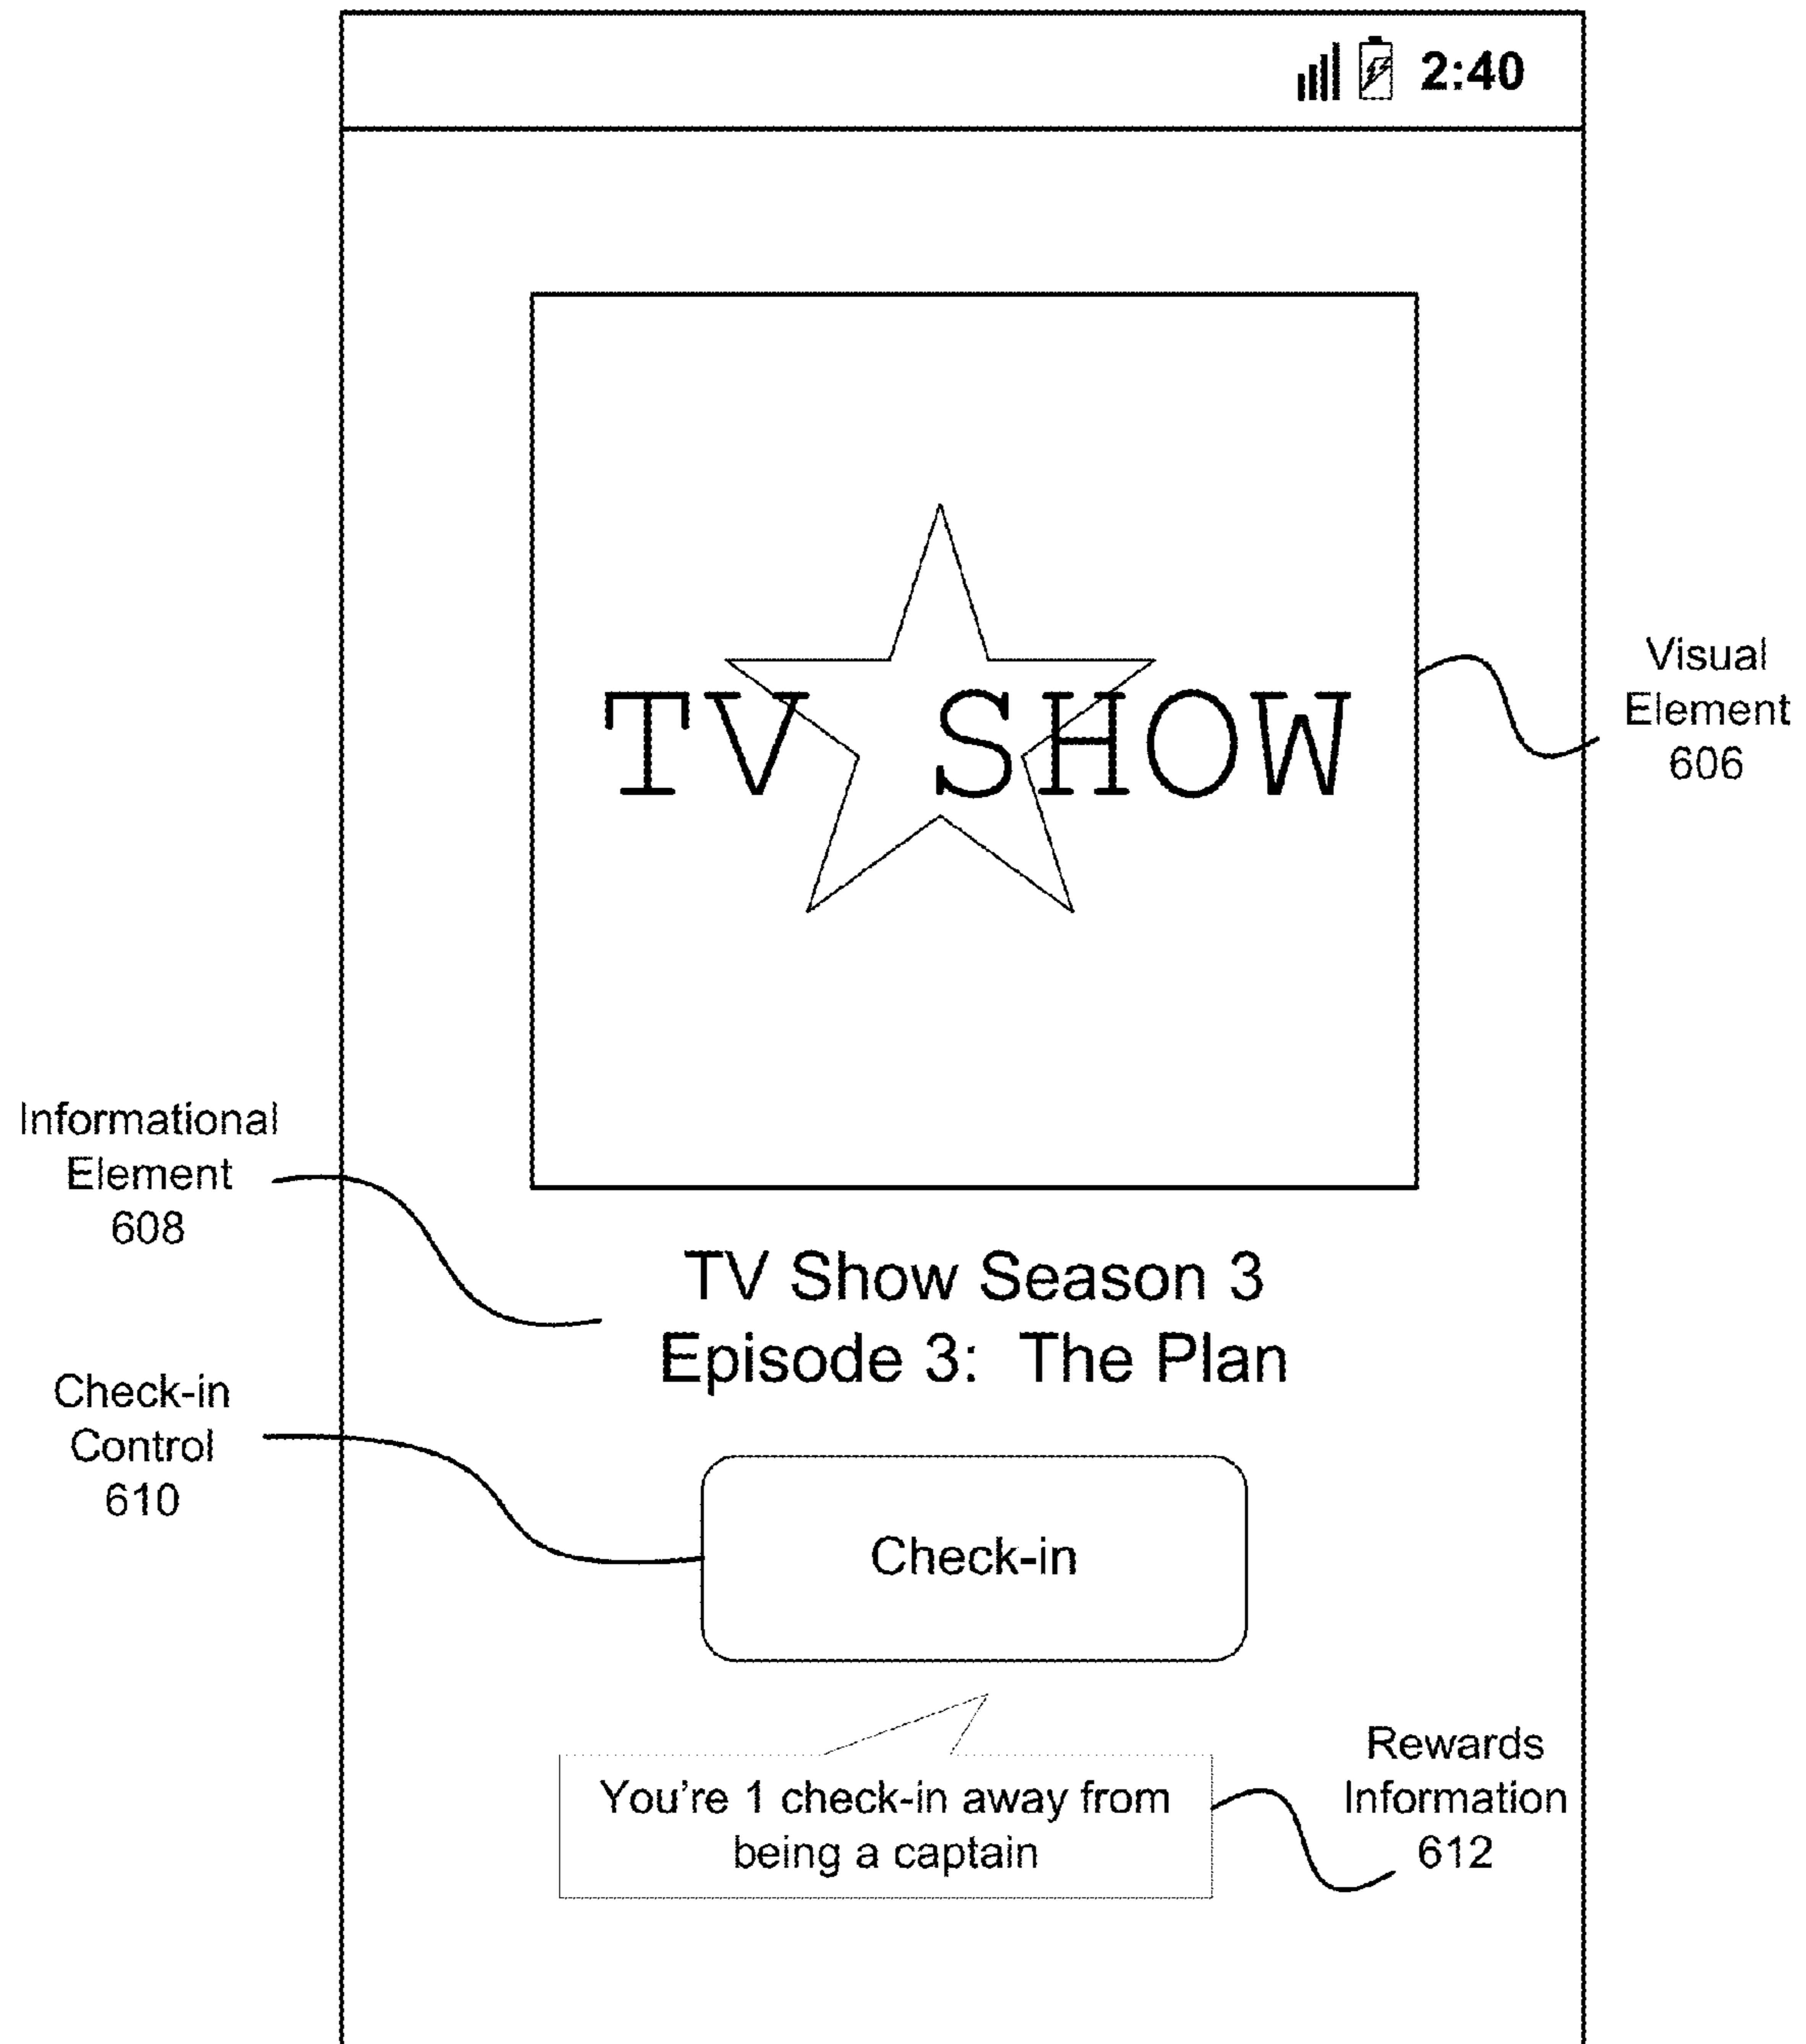 2:40
TV SHOW
Visual
Element
606
Informational
Element
608
TV Show Season 3
Episode 3: The Plan
Check-in
Control
610
Check-in
You're 1 check-in away from
being a captain
Rewards
Information
612